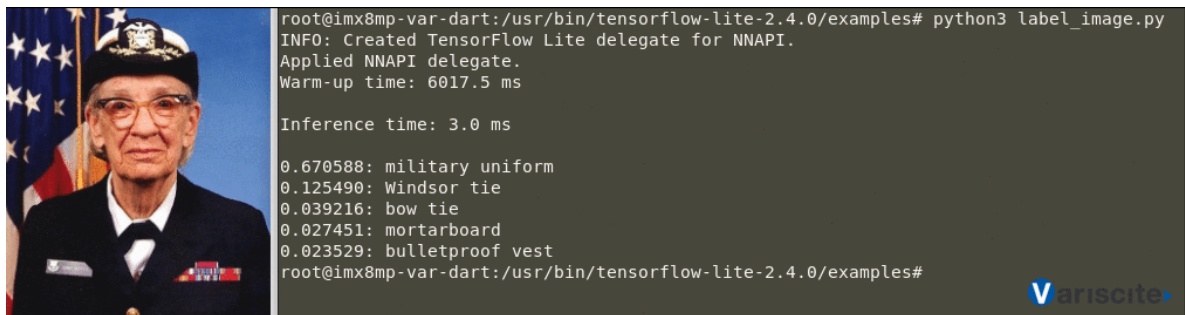 root@imx8mp-var-dart:/usr/bin/tensorflow-lite-2.4.0/examples# python3 label_image.py
INFO: Created TensorFlow Lite delegate for NNAPI.
Applied NNAPI delegate.
Warm-up time: 6017.5 ms
Inference time: 3.0 ms
0.670588: military uniform
0.125490: Windsor tie
0.039216: bow tie
0.027451: mortarboard
0.023529: bulletproof vest
root@imx8mp-var-dart:/usr/bin/tensorflow-lite-2.4.0/examples#
Variscite